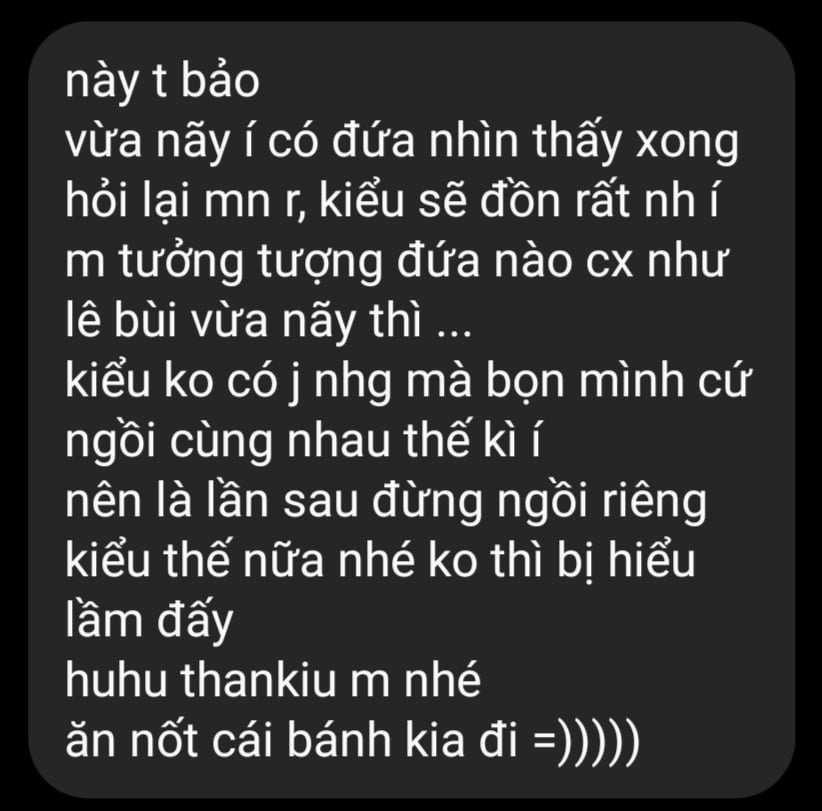 này t bảo
vừa nãy í có đứa nhìn thấy xong
hỏi lại mn r, kiểu sẽ đồn rất nh í
m tưởng tượng đứa nào cx như
lê bùi vừa nãy thì ...
kiểu ko có j nhg mà bọn mình cứ
ngồi cùng nhau thế kì í
nên là lần sau đừng ngồi riêng
kiểu thế nữa nhé ko thì bị hiểu
lầm đấy
huhu thankiu m nhé
ăn nốt cái bánh kia đi =)))))